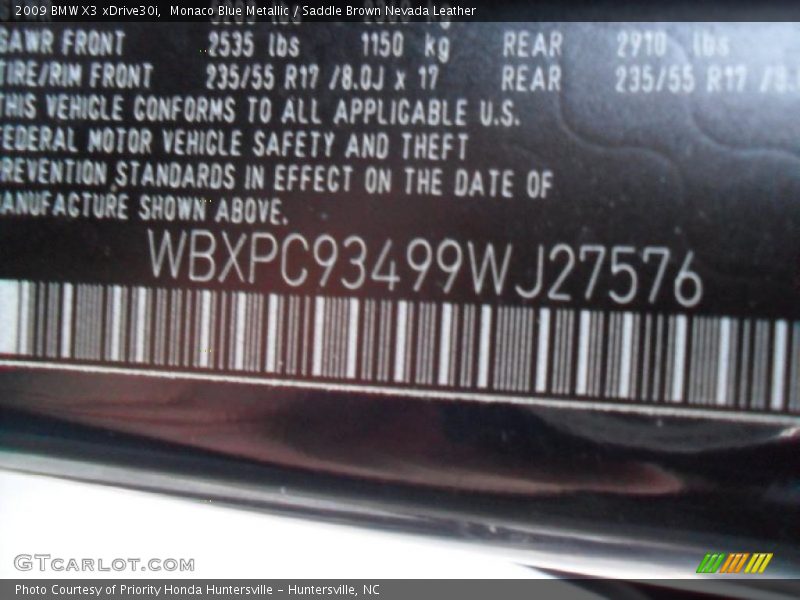 2009 BMW X3 xDrive30i,  Monaco Blue Metallic / Saddle Brown Nevada Leather
GAWR FRONT 2535 lbs 1150 kg REAR 2910 lbs
TIRE/RIM FRONT 235/55 R17 /8.0J x 17 REAR 235/55 R17 /8.
THIS VEHICLE CONFORMS TO ALL APPLICABLE U.S.
FEDERAL MOTOR VEHICLE SAFETY AND THEFT
PREVENTION STANDARDS IN EFFECT ON THE DATE OF
MANUFACTURE SHOWN ABOVE.
WBXPC93499WJ27576
GTCARLOT.COM
Photo Courtesy of Priority Honda Huntersville - Huntersville, NC